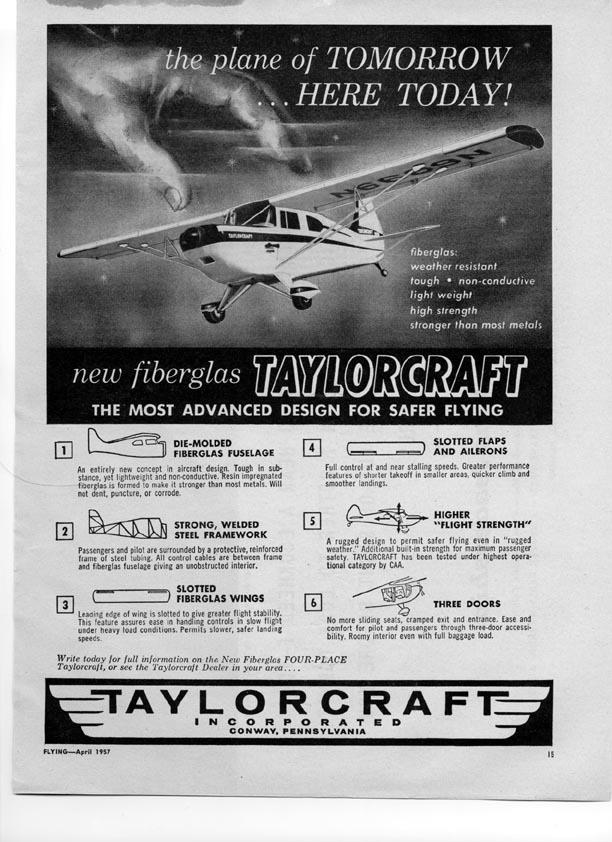 the plane of TOMORROW
...HERE TODAY!
TAYLORCRAFT
fiberglas:
weather resistant
tough • non-conductive
light weight
high strength
stronger than most metals
new fiberglas TAYLORCRAFT
THE MOST ADVANCED DESIGN FOR SAFER FLYING
1
DIE-MOLDED
FIBERGLAS FUSELAGE
An entirely new concept in aircraft design. Tough in sub-
stance, yet lightweight and non-conductive. Resin impregnated
fiberglas is formed to make it stronger than most metals. Will
not dent, puncture, or corrode.
2
STRONG, WELDED
STEEL FRAMEWORK
Passengers and pilot are surrounded by a protective, reinforced
frame of steel tubing. All control cables are between frame
and fiberglas fuselage giving an unobstructed interior.
3
SLOTTED
FIBERGLAS WINGS
Leading edge of wing is slotted to give greater flight stability.
This feature assures ease in handling controls in slow flight
under heavy load conditions. Permits slower, safer landing
speeds.
4
SLOTTED FLAPS
AND AILERONS
Full control at and near stalling speeds. Greater performance
features of shorter takeoff in smaller areas, quicker climb and
smoother landings.
5
HIGHER
"FLIGHT STRENGTH"
A rugged design to permit safer flying even in "rugged
weather." Additional built-in strength for maximum passenger
safety. TAYLORCRAFT has been tested under highest opera-
tional category by CAA.
6
THREE DOORS
No more sliding seats, cramped exit and entrance. Ease and
comfort for pilot and passengers through three-door accessi-
bility. Roomy interior even with full baggage load.
Write today for full information on the New Fiberglas FOUR-PLACE
Taylorcraft, or see the Taylorcraft Dealer in your area....
TAYLORCRAFT
INCORPORATED
CONWAY, PENNSYLVANIA
FLYING—April 1957
15